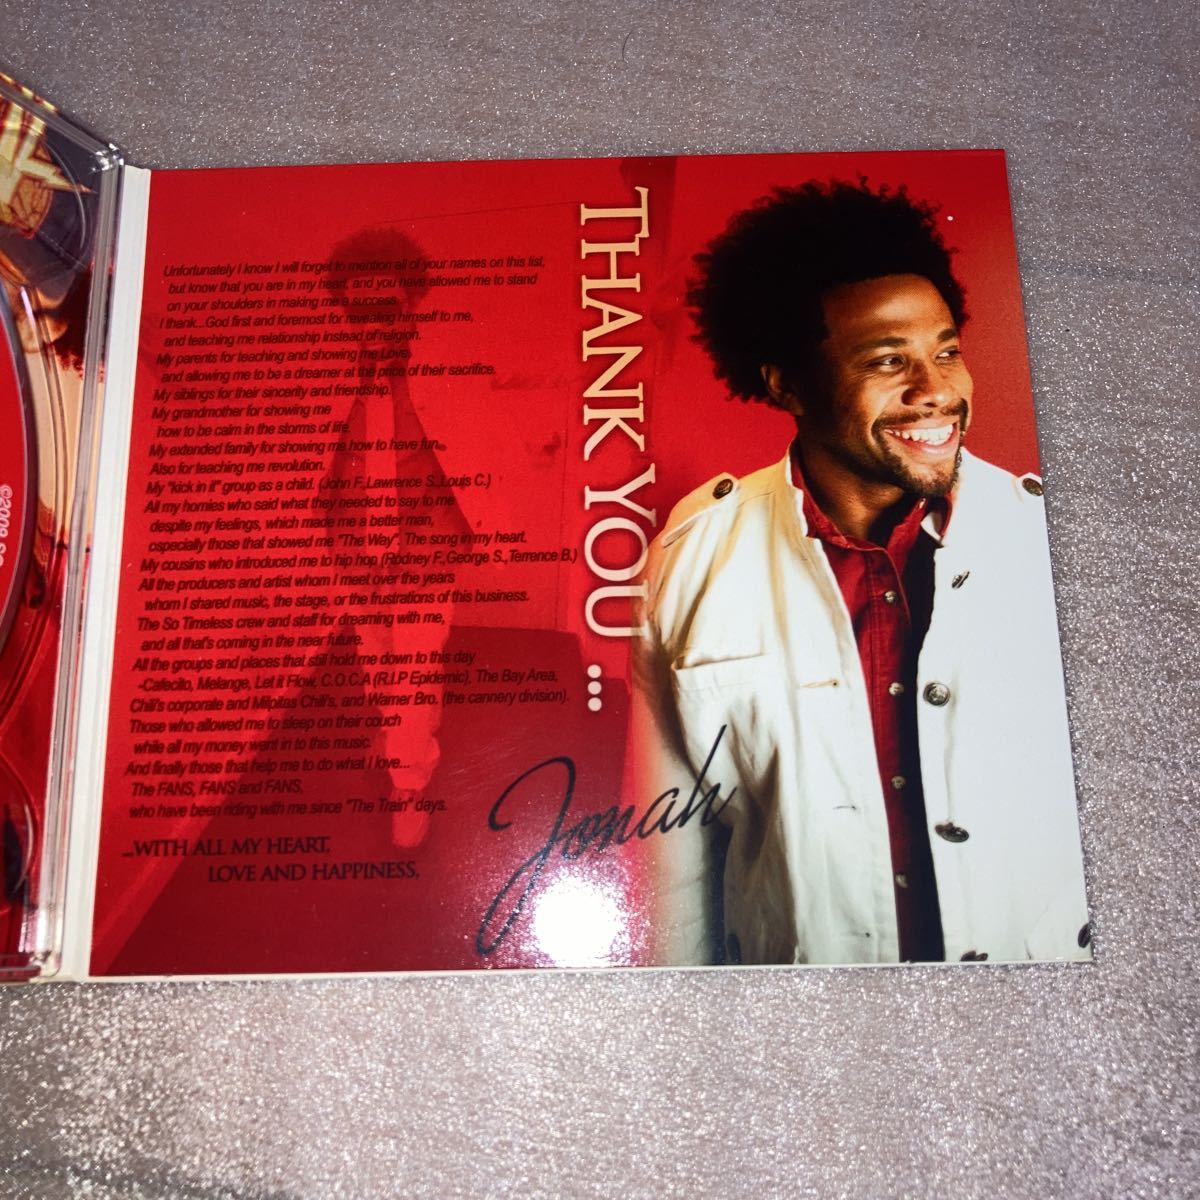 THANK YOU ...
Unfortunately I know I will forget to mention all of your names on this list,
but know that you are in my heart, and you have allowed me to stand
on your shoulders in making me a success.
I thank...God first and foremost for revealing himself to me,
and teaching me relationship instead of religion.
My parents for teaching and showing me Love,
and allowing me to be a dreamer at the price of their sacrifice.
My siblings for their sincerity and friendship.
My grandmother for showing me
how to be calm in the storms of life.
My extended family for showing me how to have fun.
Also for teaching me revolution.
My "kick in it" group as a child. (John F.,Lawrence S.,Louis C.)
All my homies who said what they needed to say to me
despite my feelings, which made me a better man,
ospecially those that showed me "The Way". The song in my heart.
My cousins who introduced me to hip hop (Rodney F.,George S.,Terrence B.)
All the producers and artist whom I meet over the years
whom I shared music, the stage, or the frustrations of this business.
The So Timeless crew and staff for dreaming with me,
and all that's coming in the near future.
All the groups and places that still hold me down to this day
-Cafecito, Melange, Let it Flow, C.O.C.A (R.I.P Epidemic), The Bay Area,
Chili's corporate and Milpitas Chili's, and Warner Bro. (the cannery division).
Those who allowed me to sleep on their couch
while all my money went in to this music.
And finally those that help me to do what I love...
The FANS, FANS and FANS,
who have been riding with me since "The Train" days.
...WITH ALL MY HEART,
LOVE AND HAPPINESS,
Jonah